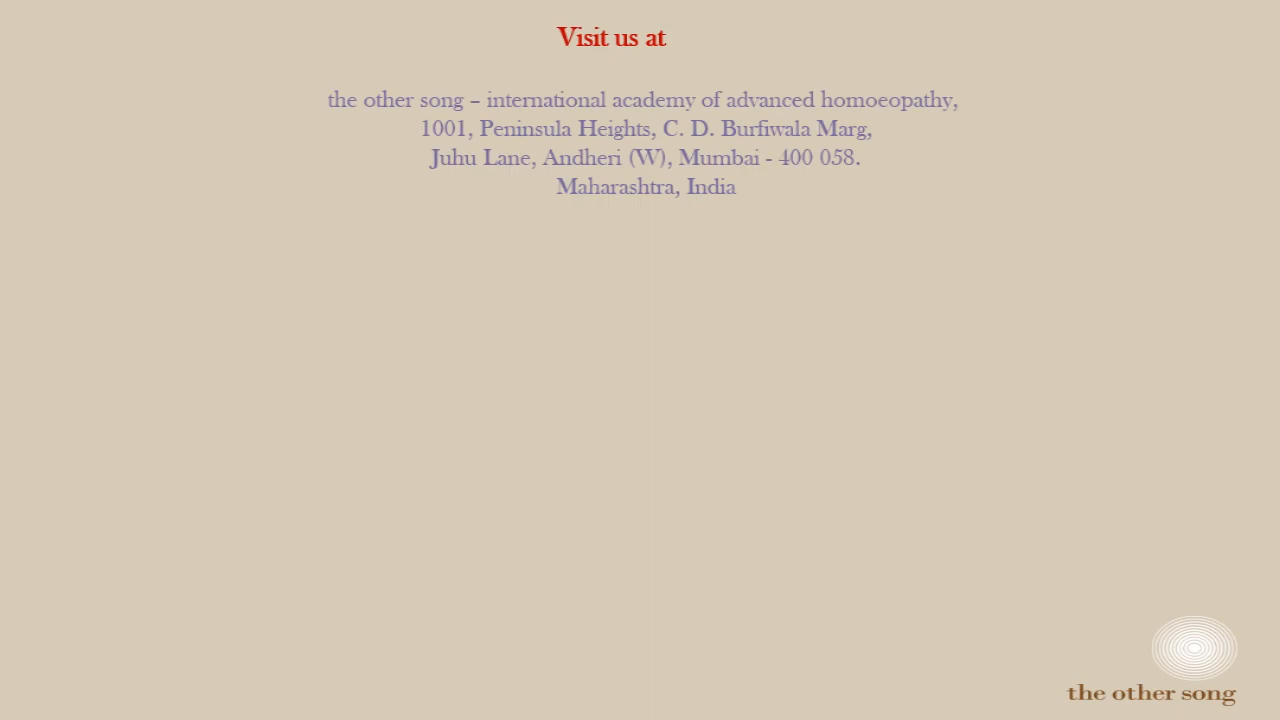 Visit us at
the other song – international academy of advanced homoeopathy,
1001, Peninsula Heights, C. D. Burfiwala Marg,
Juhu Lane, Andheri (W), Mumbai - 400 058.
Maharashtra, India
the other song